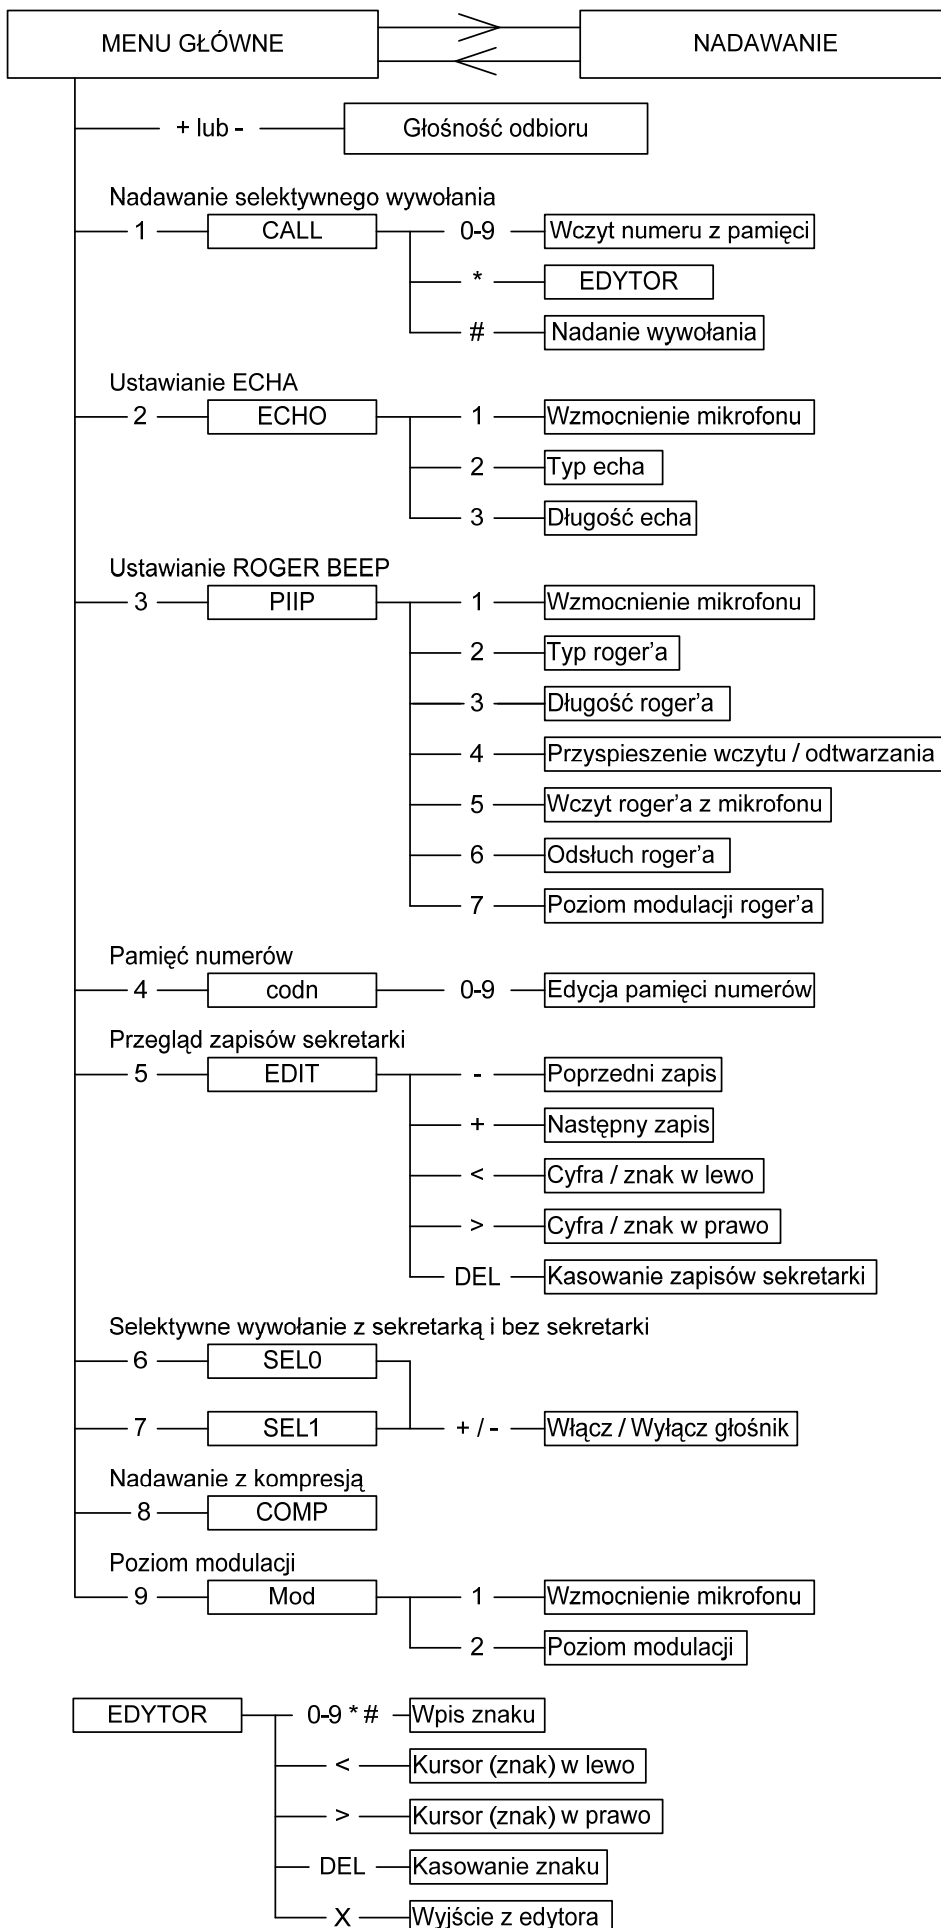 MENU GŁÓWNE NADAWANIE
+ lub - Głośność odbioru
Nadawanie selektywnego wywołania
1 CALL 0-9 Wczyt numeru z pamięci
* EDYTOR
# Nadanie wywołania
Ustawianie ECHA
2 ECHO 1 Wzmocnienie mikrofonu
2 Typ echa
3 Długość echa
Ustawianie ROGER BEEP
3 PIIP 1 Wzmocnienie mikrofonu
2 Typ roger'a
3 Długość roger'a
4 Przyspieszenie wczytu / odtwarzania
5 Wczyt roger'a z mikrofonu
6 Odsłuch roger'a
7 Poziom modulacji roger'a
Pamięć numerów
4 codn 0-9 Edycja pamięci numerów
Przegląd zapisów sekretarki
5 EDIT - Poprzedni zapis
+ Następny zapis
< Cyfra / znak w lewo
> Cyfra / znak w prawo
DEL Kasowanie zapisów sekretarki
Selektywne wywołanie z sekretarką i bez sekretarki
6 SEL0
7 SEL1 + / - Włącz / Wyłącz głośnik
Nadawanie z kompresją
8 COMP
Poziom modulacji
9 Mod 1 Wzmocnienie mikrofonu
2 Poziom modulacji
EDYTOR 0-9 * # Wpis znaku
< Kursor (znak) w lewo
> Kursor (znak) w prawo
DEL Kasowanie znaku
X Wyjście z edytora